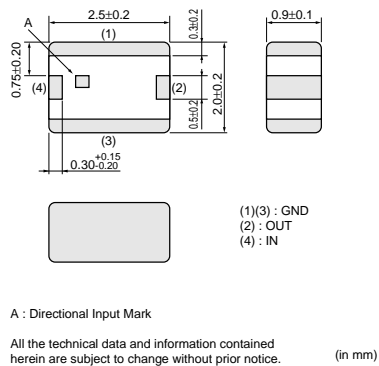 A
2.5±0.2
0.9±0.1
(1)
0.3±0.2
0.75±0.20
(4)
(2)
0.5±0.2
2.0±0.2
(3)
0.30+0.15-0.20
(1)(3) : GND
(2) : OUT
(4) : IN
A : Directional Input Mark
All the technical data and information contained
herein are subject to change without prior notice.
(in mm)